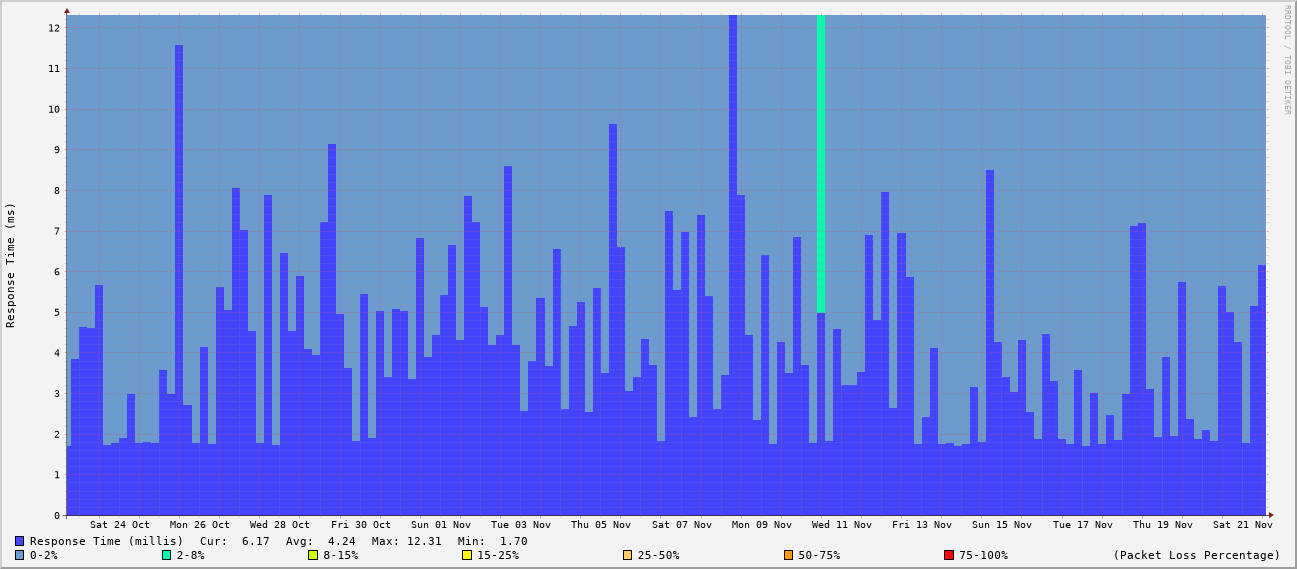 RRDTOOL / TOBI OETIKER
Response Time (ms)
12
11
10
9
8
7
6
5
4
3
2
1
0
Sat 24 Oct Mon 26 Oct Wed 28 Oct Fri 30 Oct Sun 01 Nov Tue 03 Nov Thu 05 Nov Sat 07 Nov Mon 09 Nov Wed 11 Nov Fri 13 Nov Sun 15 Nov Tue 17 Nov Thu 19 Nov Sat 21 Nov
Response Time (millis) Cur: 6.17 Avg: 4.24 Max: 12.31 Min: 1.70
0-2% 2-8% 8-15% 15-25% 25-50% 50-75% 75-100% (Packet Loss Percentage)